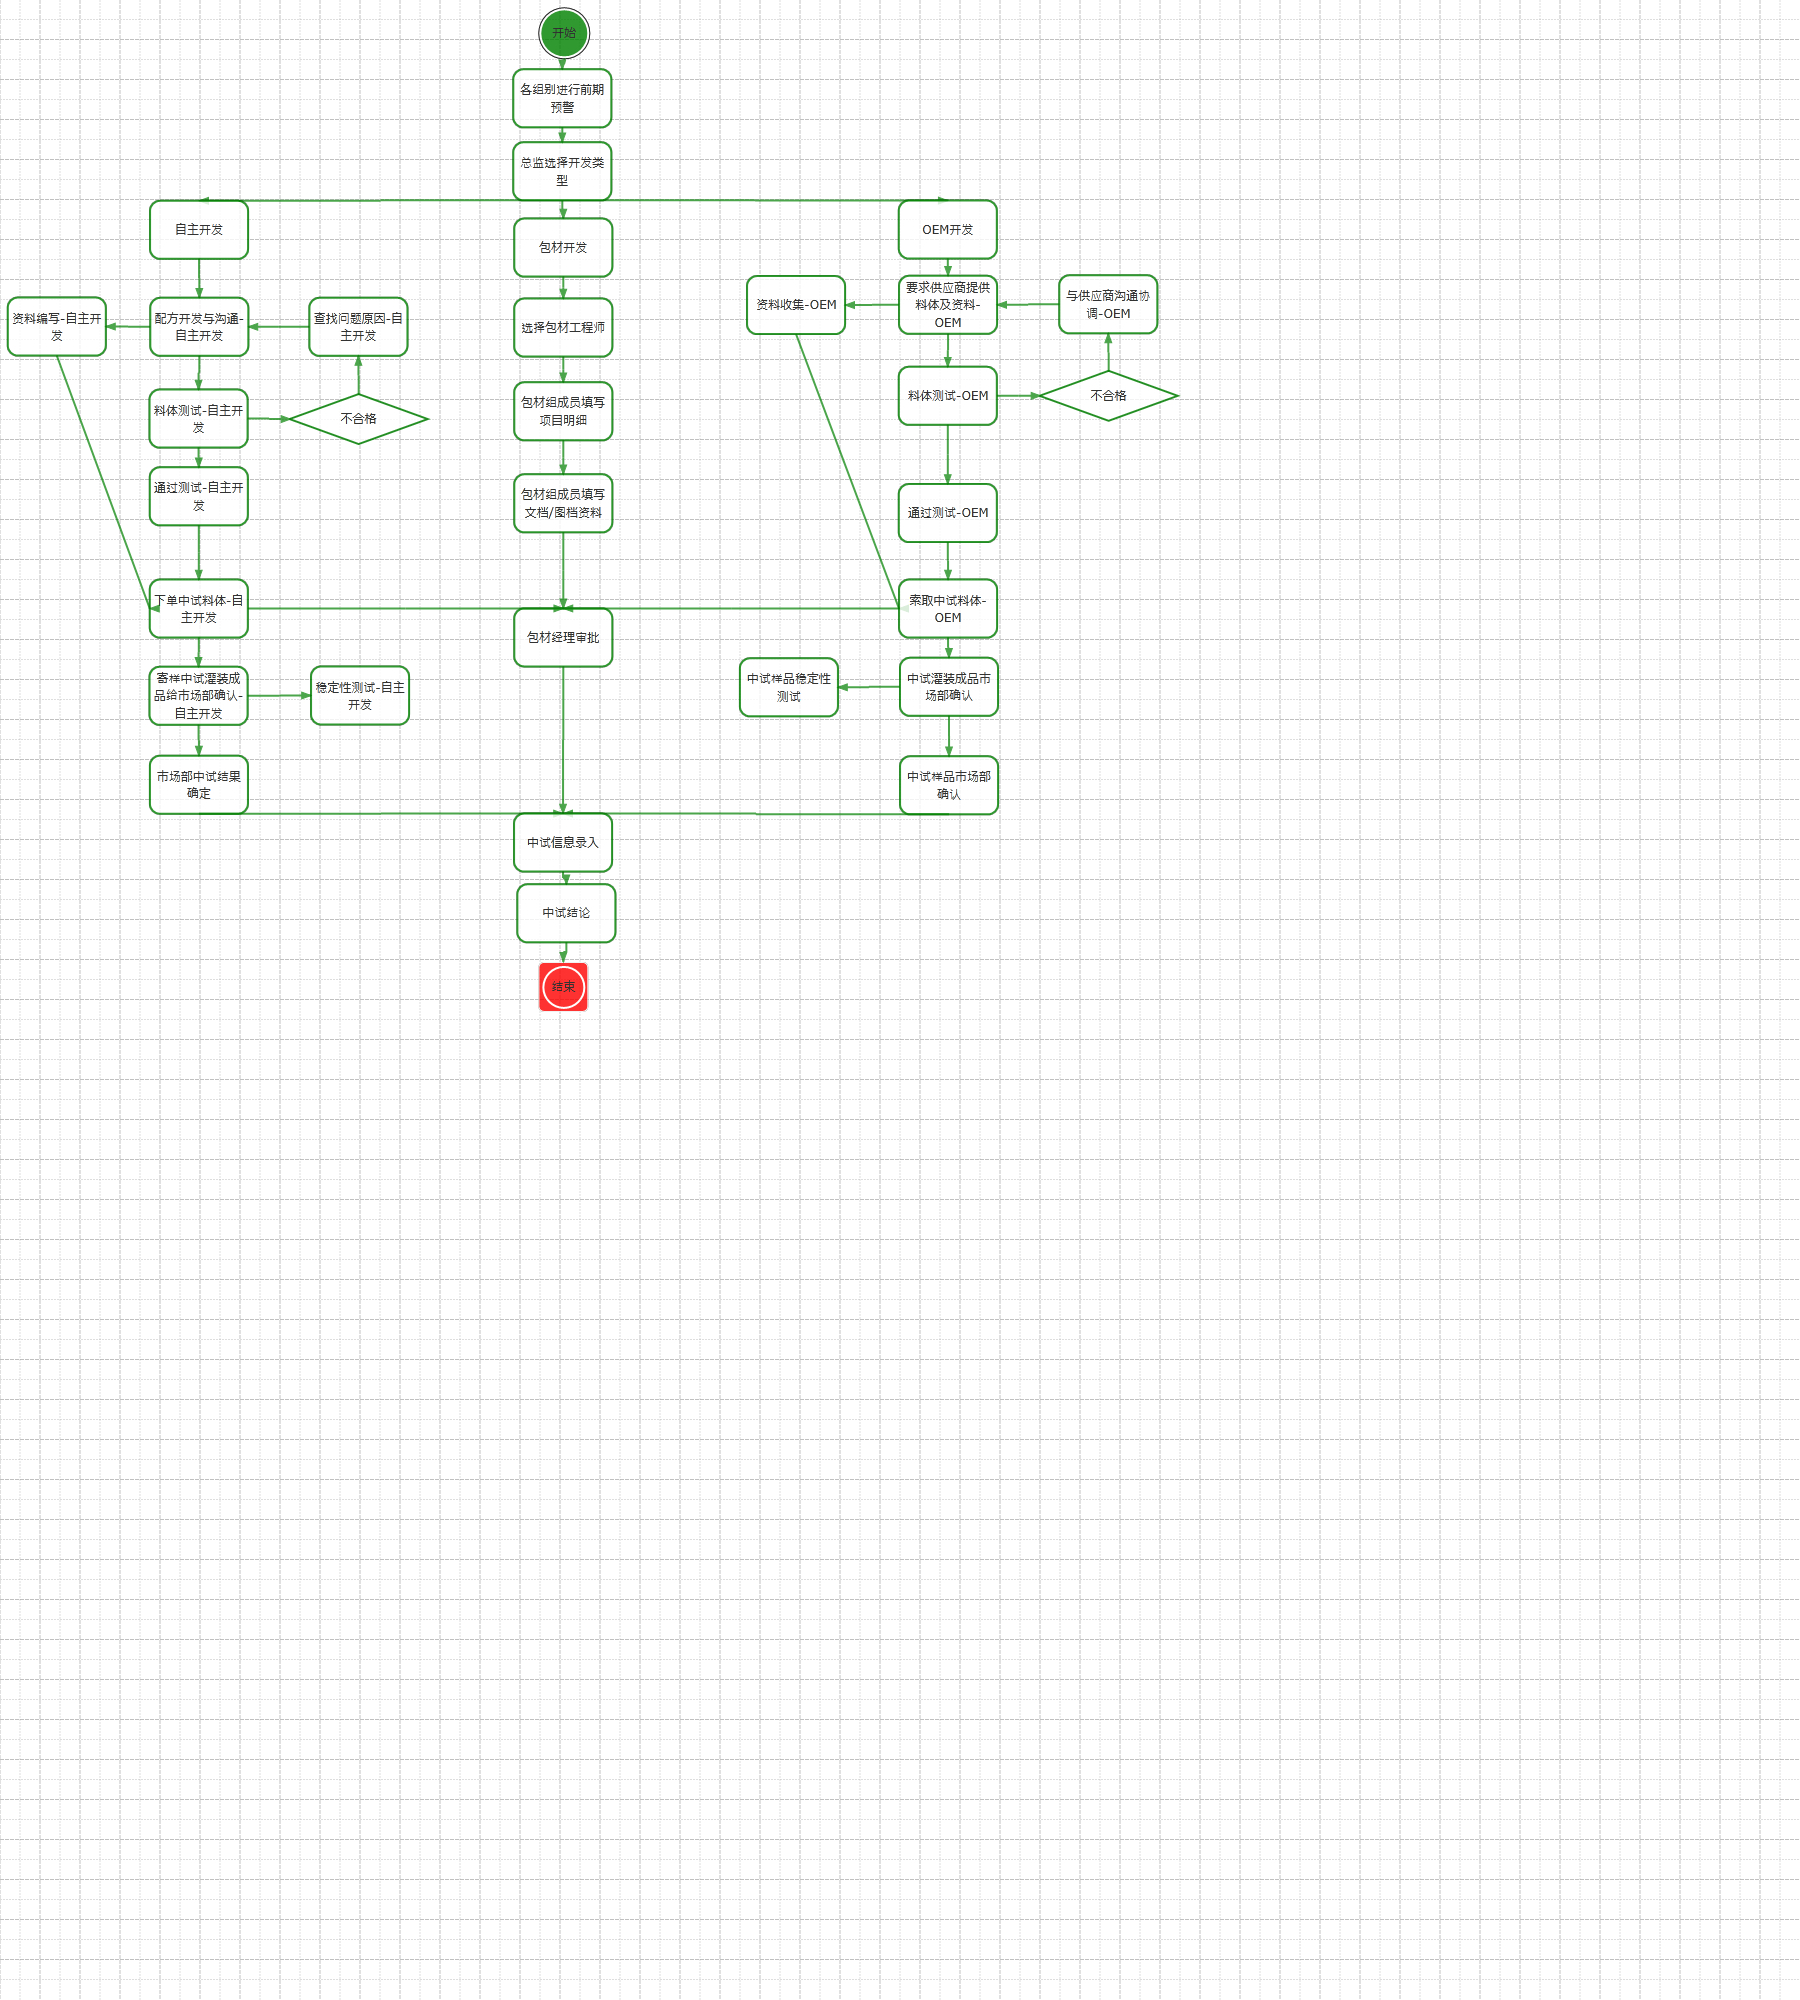 开始
各组别进行前期
预警
总监选择开发类
型
自主开发
包材开发
OEM开发
资料编写-自主开
发
配方开发与沟通-
自主开发
查找问题原因-自
主开发
选择包材工程师
资料收集-OEM
要求供应商提供
料体及资料-
OEM
与供应商沟通协
调-OEM
料体测试-自主开
发
不合格
包材组成员填写
项目明细
料体测试-OEM
不合格
通过测试-自主开
发
包材组成员填写
文档/图档资料
通过测试-OEM
下单中试料体-自
主开发
包材经理审批
索取中试料体-
OEM
寄样中试灌装成
品给市场部确认-
自主开发
稳定性测试-自主
开发
中试样品稳定性
测试
中试灌装成品市
场部确认
市场部中试结果
确定
中试样品市场部
确认
中试信息录入
中试结论
结束